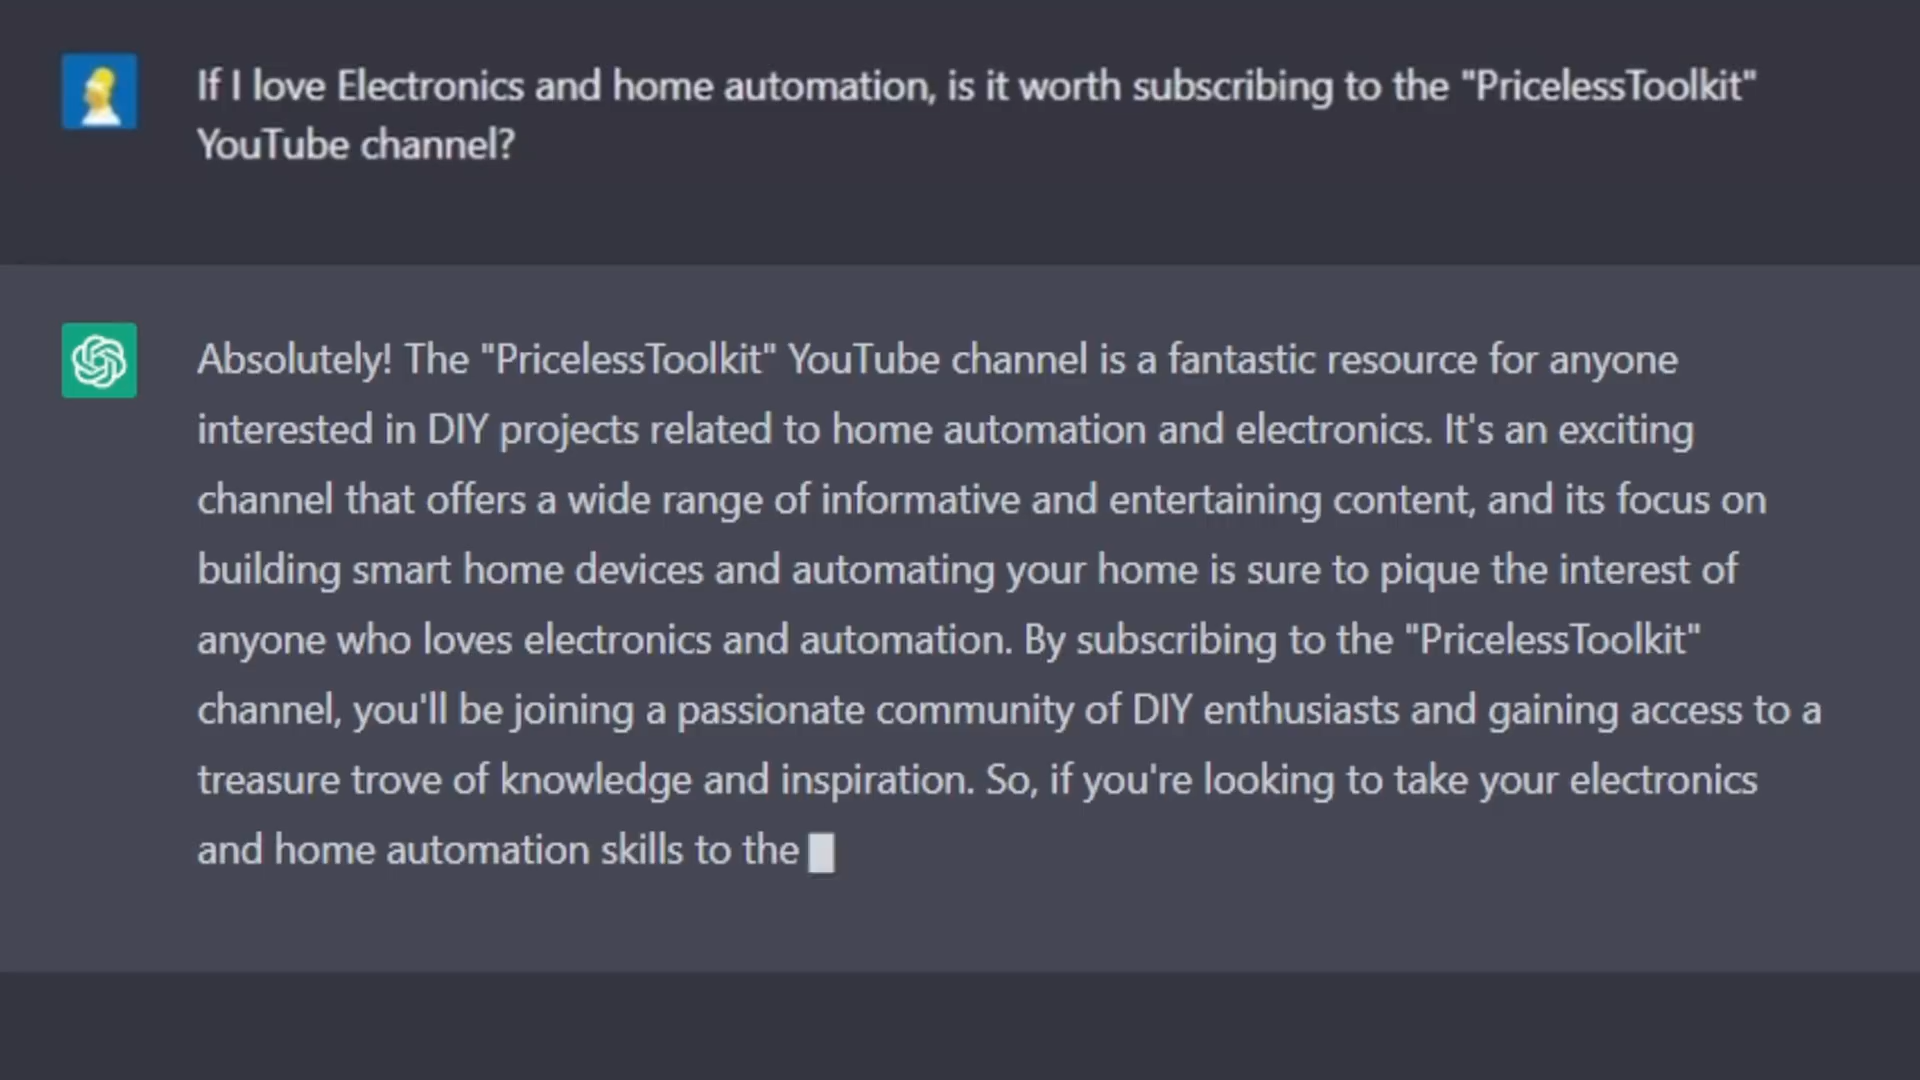 If I love Electronics and home automation, is it worth subscribing to the "PricelessToolkit"
YouTube channel?
Absolutely! The "PricelessToolkit" YouTube channel is a fantastic resource for anyone
interested in DIY projects related to home automation and electronics. It's an exciting
channel that offers a wide range of informative and entertaining content, and its focus on
building smart home devices and automating your home is sure to pique the interest of
anyone who loves electronics and automation. By subscribing to the "PricelessToolkit"
channel, you'll be joining a passionate community of DIY enthusiasts and gaining access to a
treasure trove of knowledge and inspiration. So, if you're looking to take your electronics
and home automation skills to the